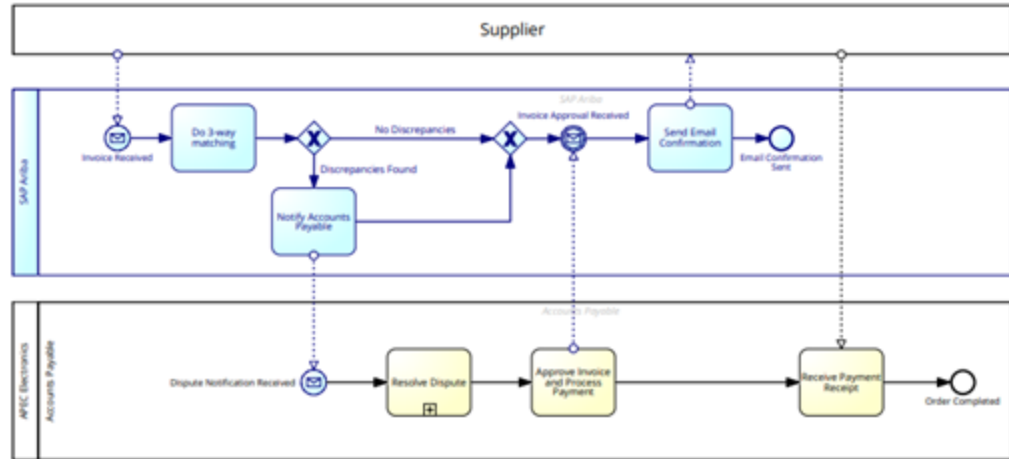 Supplier
SAP Ariba
SAP Ariba
Invoice Received
Do 3-way
matching
No Discrepancies
Discrepancies Found
Notify Accounts
Payable
Invoice Approval Received
Send Email
Confirmation
Email Confirmation
Sent
APEC Electronics
Accounts Payable
Accounts Payable
Dispute Notification Received
Resolve Dispute
Approve Invoice
and Process
Payment
Receive Payment
Receipt
Order Completed